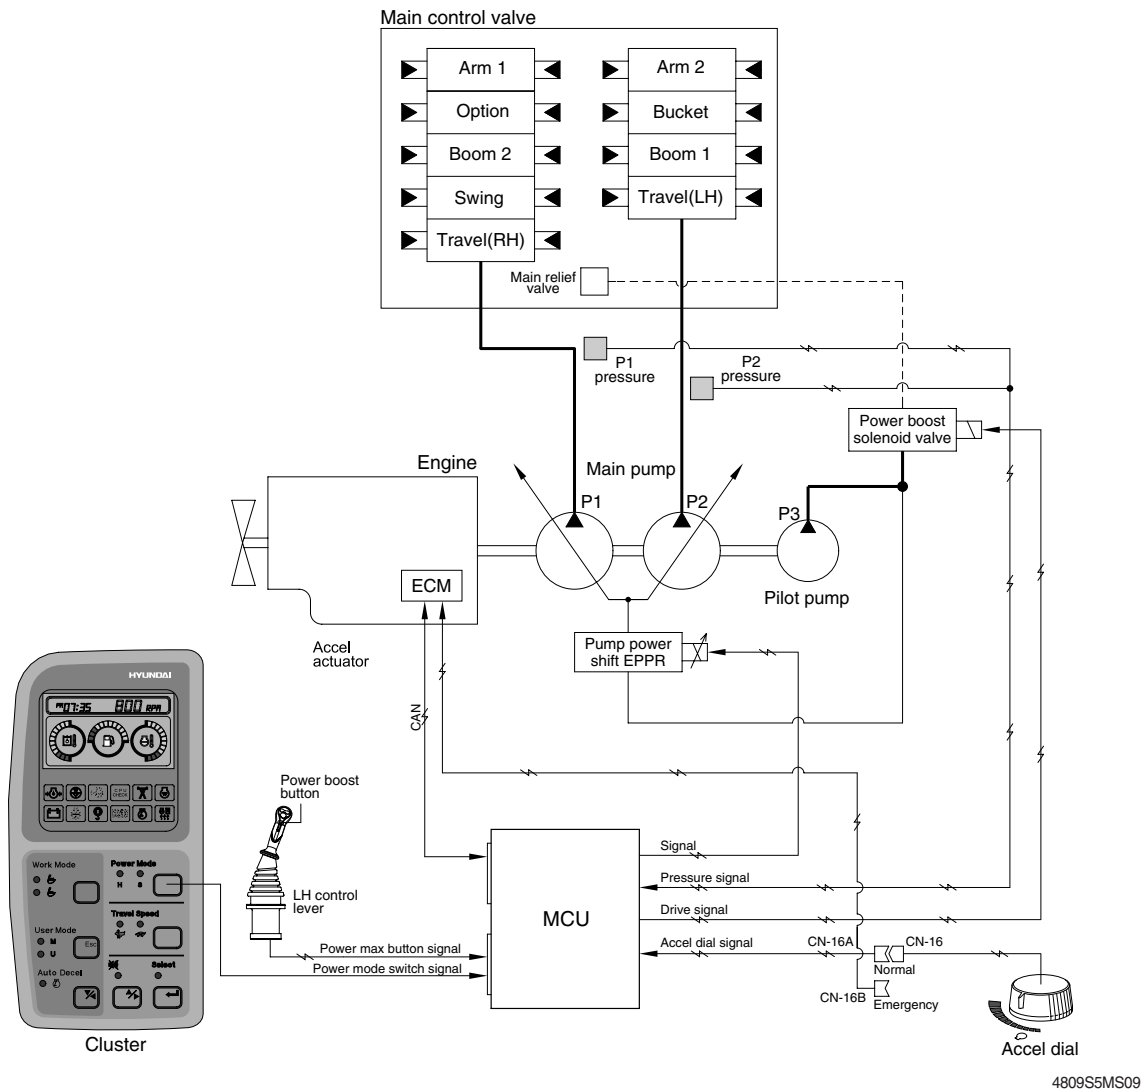 Main control valve
Arm 1
Arm 2
Option
Bucket
Boom 2
Boom 1
Swing
Travel(LH)
Travel(RH)
Main relief
valve
P1
pressure
P2
pressure
Power boost
solenoid valve
Engine
Main pump
P1
P2
P3
ECM
Pilot pump
Accel
actuator
Pump power
shift EPPR
HYUNDAI
PM07:35 800 RPM
CAN
CPU
CHECK
Power boost
button
Work Mode
Power Mode
H S
LH control
lever
Travel Speed
User Mode
M
U
Esc
Auto Decel
Select
MCU
Signal
Pressure signal
Drive signal
Accel dial signal
CN-16A
CN-16
Normal
CN-16B
Emergency
Power max button signal
Power mode switch signal
Cluster
Accel dial
4809S5MS09